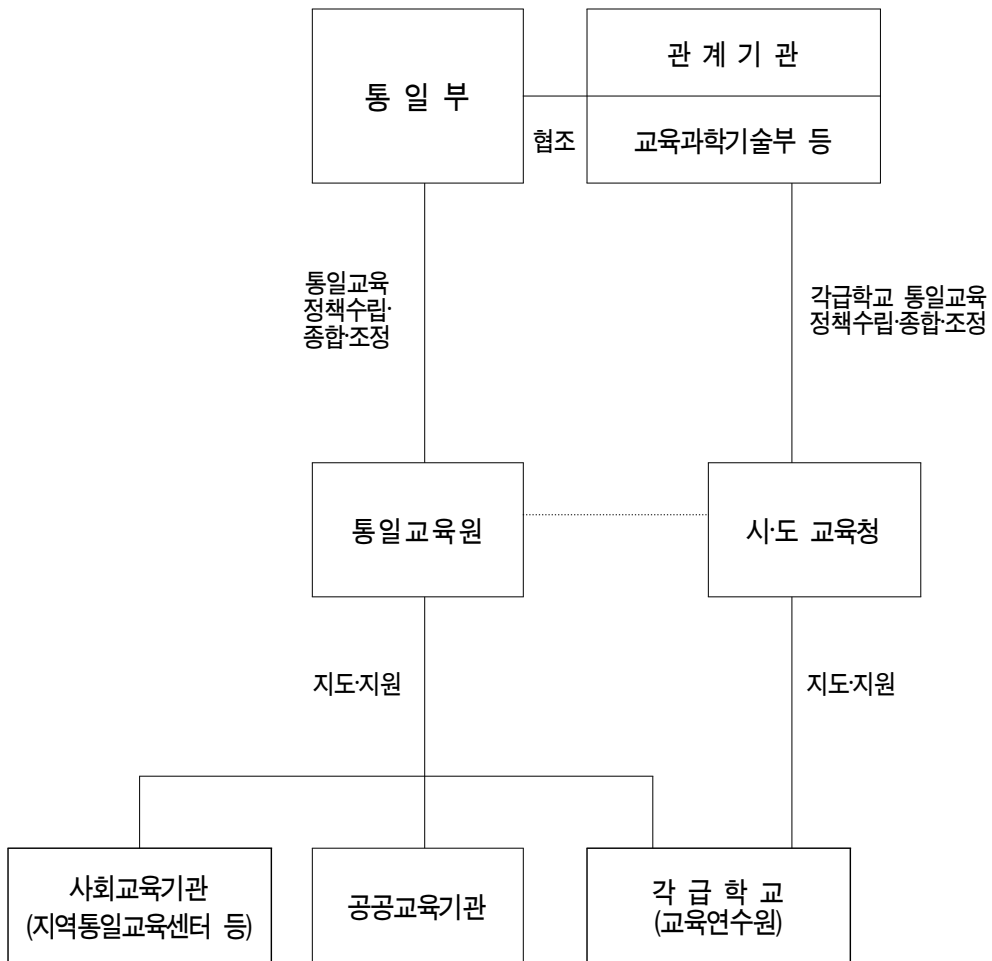 통 일 부
관 계 기 관
협조
교육과학기술부 등
통일교육
정책수립·
종합·조정
각급학교 통일교육
정책수립·종합·조정
통일교육원
시·도 교육청
지도·지원
지도·지원
사회교육기관
(지역통일교육센터 등)
공공교육기관
각 급 학 교
(교육연수원)